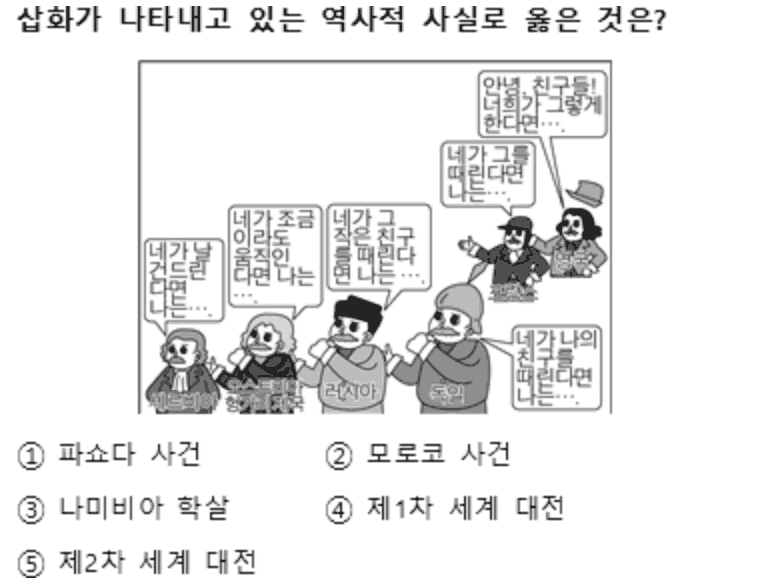 삽화가 나타내고 있는 역사적 사실로 옳은 것은?
안녕, 친구들!
너희가 그렇게
한다면….
네가 그를
때린다면
나는….
네가 조금
이라도
움직인
다면 나는
….
네가 그
작은 친구
를 때린다
면 나는 ….
네가 날
건드린
다면
나는….
네가 나의
친구를
때린다면
나는….
세르비아
오스트리아
헝가리 제국
러시아
독일
프랑스
영국
① 파쇼다 사건
② 모로코 사건
③ 나미비아 학살
④ 제1차 세계 대전
⑤ 제2차 세계 대전